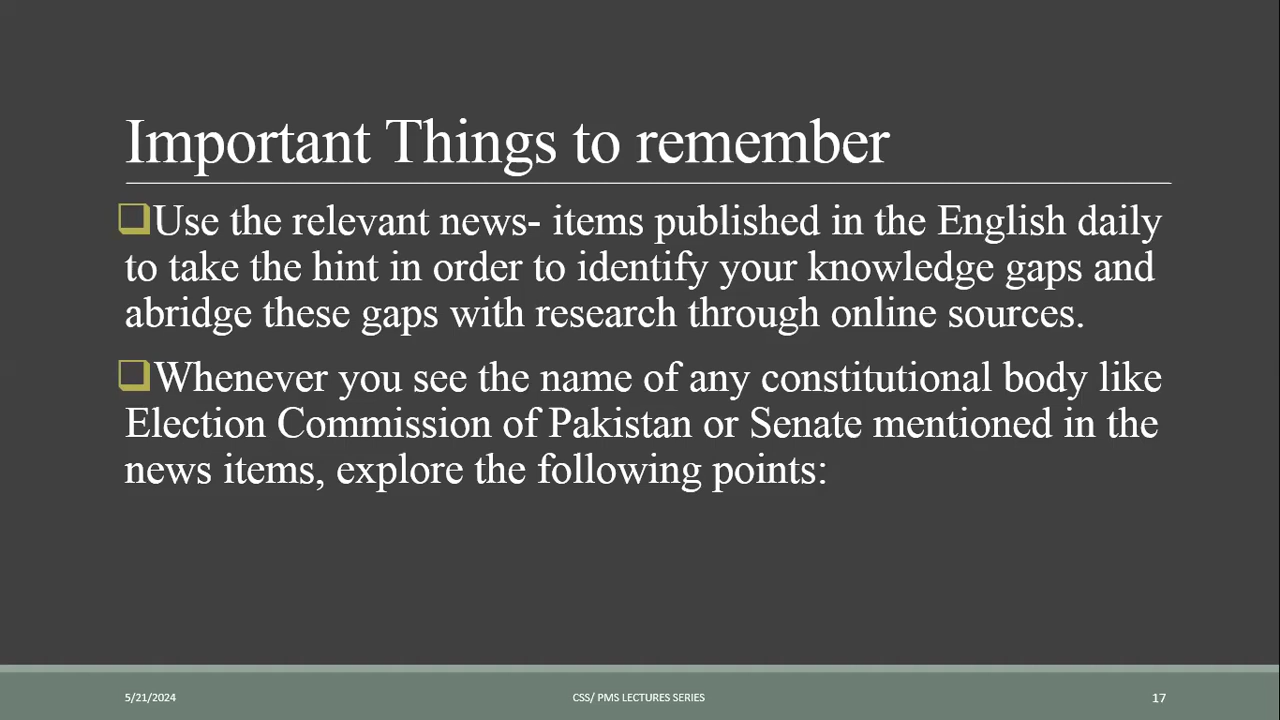 Important Things to remember
Use the relevant news- items published in the English daily
to take the hint in order to identify your knowledge gaps and
abridge these gaps with research through online sources.
Whenever you see the name of any constitutional body like
Election Commission of Pakistan or Senate mentioned in the
news items, explore the following points:
5/21/2024
CSS/ PMS LECTURES SERIES
17